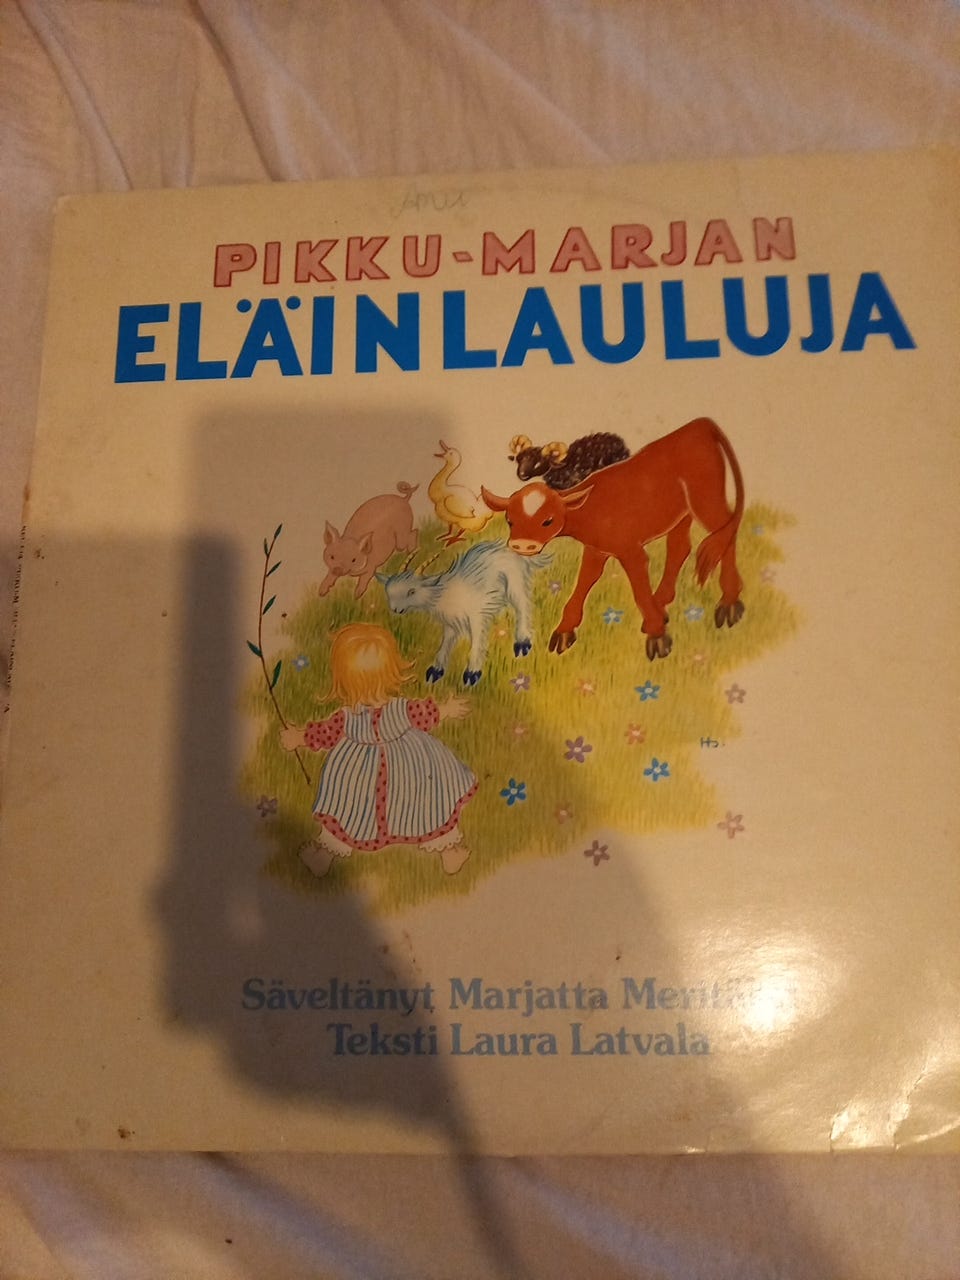 PIKKU-MARJAN
ELÄINLAULUJA
Säveltänyt Marjatta
Teksti Laura Latvala